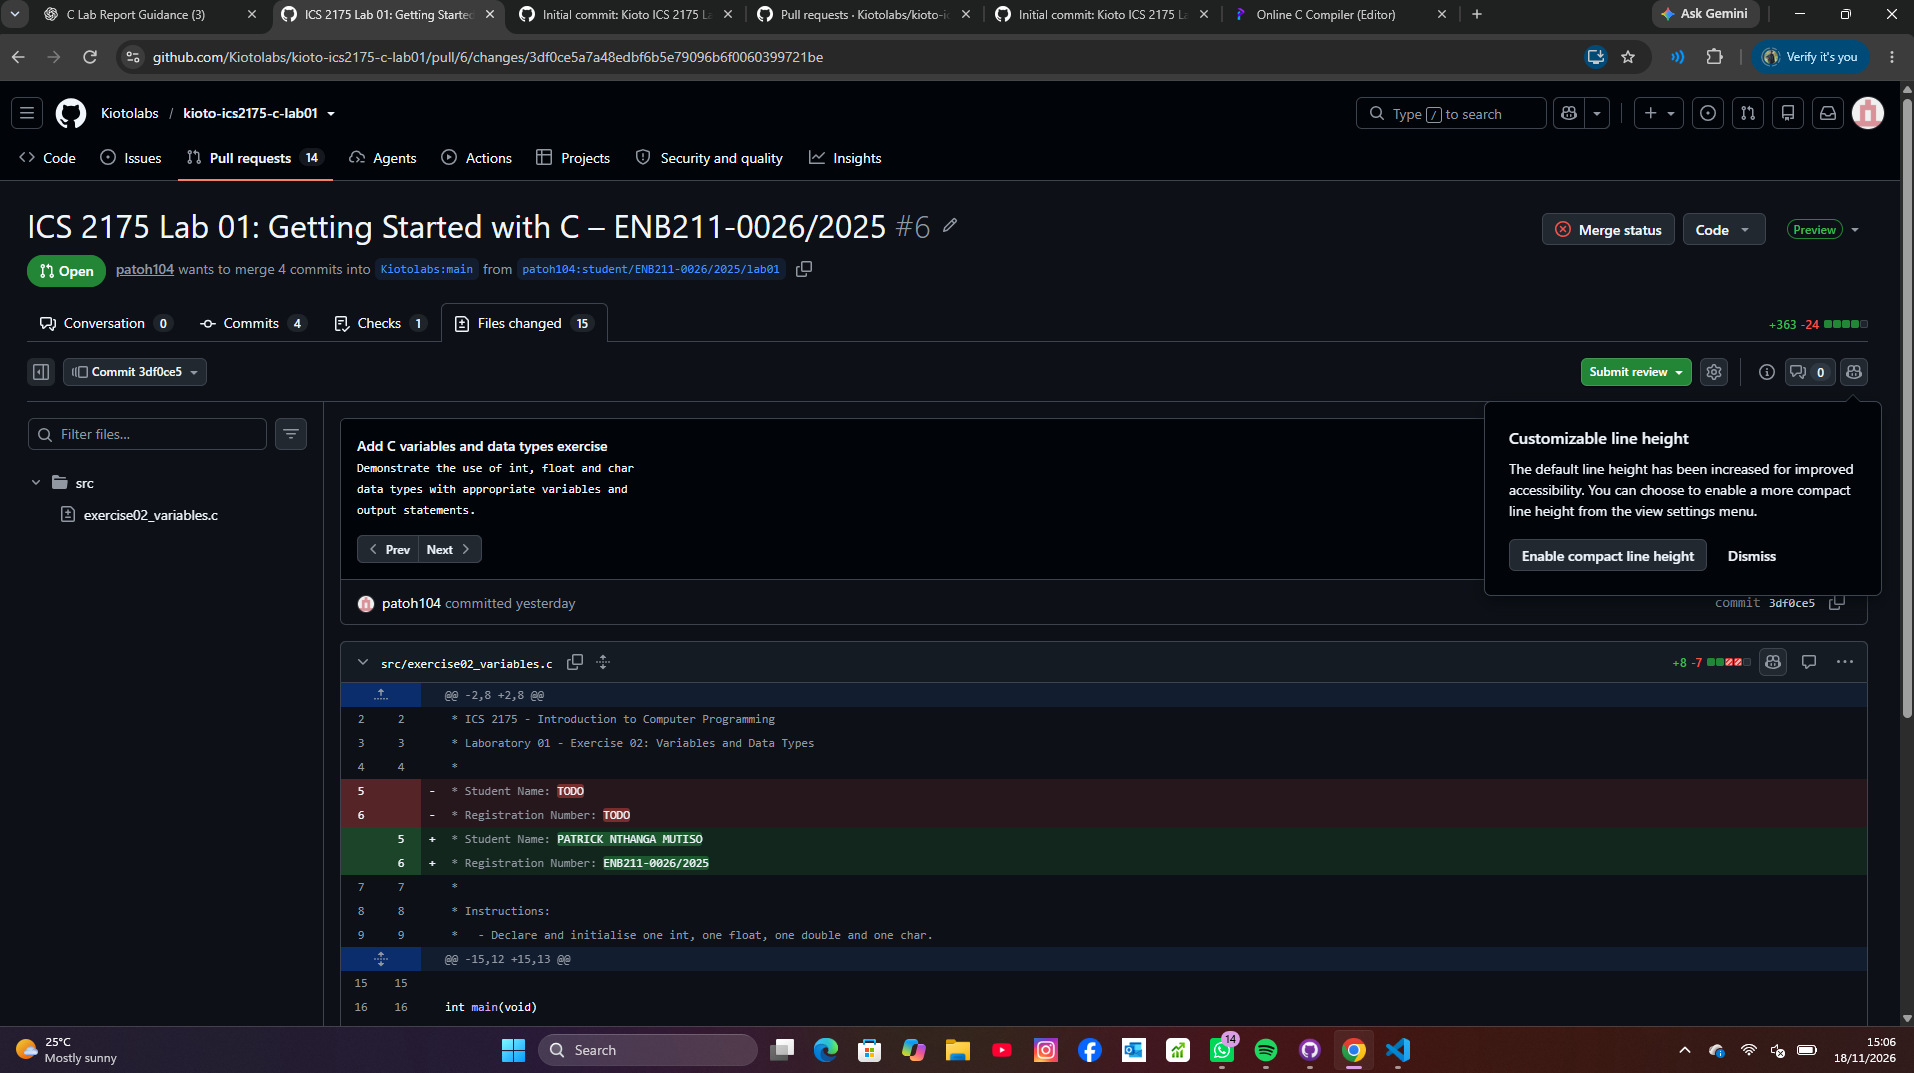 C Lab Report Guidance (3)
ICS 2175 Lab 01: Getting Started
Initial commit: Kioto ICS 2175 La
Pull requests · Kiotolabs/kioto-ic
Initial commit: Kioto ICS 2175 La
Online C Compiler (Editor)
Ask Gemini
github.com/Kiotolabs/kioto-ics2175-c-lab01/pull/6/changes/3df0ce5a7a48edbf6b5e79096b6f0060399721be
Verify it's you
Kiotolabs / kioto-ics2175-c-lab01
Type / to search
Code
Issues
Pull requests 14
Agents
Actions
Projects
Security and quality
Insights
ICS 2175 Lab 01: Getting Started with C – ENB211-0026/2025 #6
Merge status
Code
Preview
Open
patoh104 wants to merge 4 commits into Kiotolabs:main from patoh104:student/ENB211-0026/2025/lab01
Conversation 0
Commits 4
Checks 1
Files changed 15
+363 -24
Commit 3df0ce5
Submit review
0
Filter files...
src
exercise02_variables.c
Add C variables and data types exercise
Demonstrate the use of int, float and char
data types with appropriate variables and
output statements.
Prev
Next
Customizable line height
The default line height has been increased for improved
accessibility. You can choose to enable a more compact
line height from the view settings menu.
Enable compact line height
Dismiss
patoh104 committed yesterday
commit 3df0ce5
src/exercise02_variables.c
+8 -7
@@ -2,8 +2,8 @@
2 2 * ICS 2175 - Introduction to Computer Programming
3 3 * Laboratory 01 - Exercise 02: Variables and Data Types
4 4 *
5 - * Student Name: TODO
6 - * Registration Number: TODO
5 + * Student Name: PATRICK NTHANGA MUTISO
6 + * Registration Number: ENB211-0026/2025
7 7 *
8 8 * Instructions:
9 9 * - Declare and initialise one int, one float, one double and one char.
@@ -15,12 +15,13 @@
15 15
16 16 int main(void)
25°C
Mostly sunny
Search
14
15:06
18/11/2026